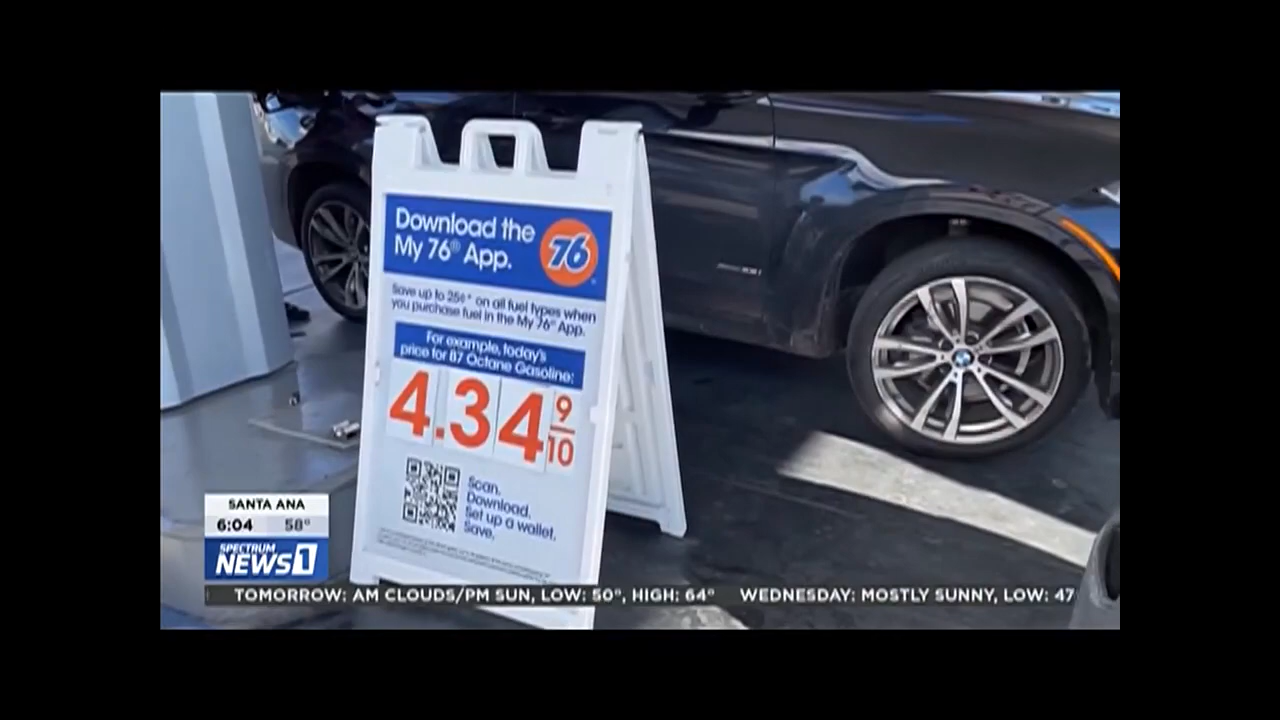 Download the
My 76® App.
76
Save up to 25¢* on all fuel types when
you purchase fuel in the My 76® App.
For example, today's
price for 87 Octane Gasoline:
4.34 9/10
Scan.
Download.
Set up a wallet.
Save.
SANTA ANA
6:04 58°
SPECTRUM
NEWS 1
TOMORROW: AM CLOUDS/PM SUN, LOW: 50°, HIGH: 64° WEDNESDAY: MOSTLY SUNNY, LOW: 47